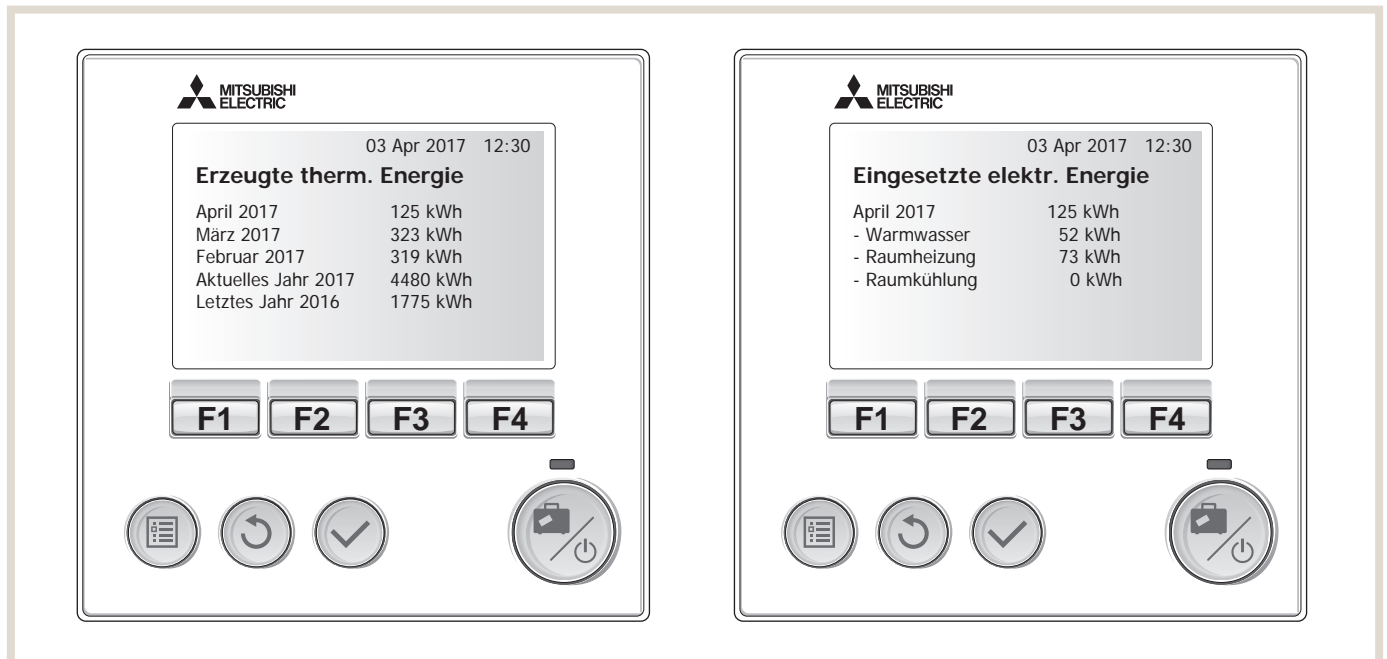 MITSUBISHI
ELECTRIC
03 Apr 2017 12:30
Erzeugte therm. Energie
April 2017 125 kWh
März 2017 323 kWh
Februar 2017 319 kWh
Aktuelles Jahr 2017 4480 kWh
Letztes Jahr 2016 1775 kWh
F1 F2 F3 F4
MITSUBISHI
ELECTRIC
03 Apr 2017 12:30
Eingesetzte elektr. Energie
April 2017 125 kWh
- Warmwasser 52 kWh
- Raumheizung 73 kWh
- Raumkühlung 0 kWh
F1 F2 F3 F4